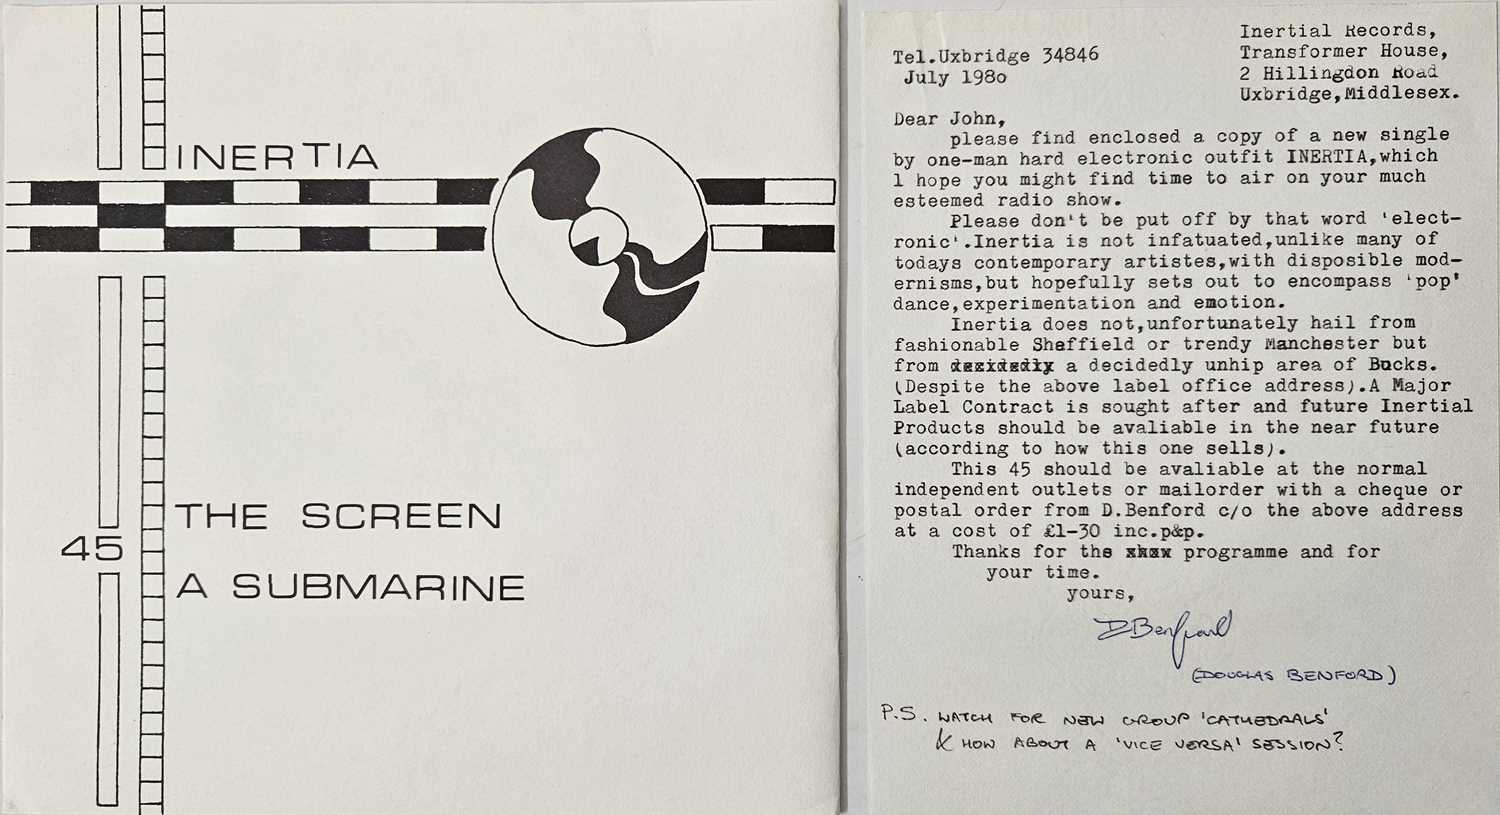 INERTIA
THE SCREEN
45
A SUBMARINE
Inertial Records,
Tel.Uxbridge 34846
Transformer House,
July 1980
2 Hillingdon Road
Uxbridge,Middlesex.
Dear John,
please find enclosed a copy of a new single
by one-man hard electronic outfit INERTIA,which
l hope you might find time to air on your much
esteemed radio show.
Please don't be put off by that word 'elect-
ronic'.Inertia is not infatuated,unlike many of
todays contemporary artistes,with disposible mod-
ernisms,but hopefully sets out to encompass 'pop'
dance,experimentation and emotion.
Inertia does not,unfortunately hail from
fashionable Sheffield or trendy Manchester but
from decidedly a decidedly unhip area of Bucks.
(Despite the above label office address).A Major
Label Contract is sought after and future Inertial
Products should be avaliable in the near future
(according to how this one sells).
This 45 should be avaliable at the normal
independent outlets or mailorder with a cheque or
postal order from D.Benford c/o the above address
at a cost of £1-30 inc.p&p.
Thanks for the programme and for
your time.
yours,
DBenford
(DOUGLAS BENFORD)
P.S. WATCH FOR NEW GROUP 'CATHEDRALS'
& HOW ABOUT A 'VICE VERSA' SESSION?